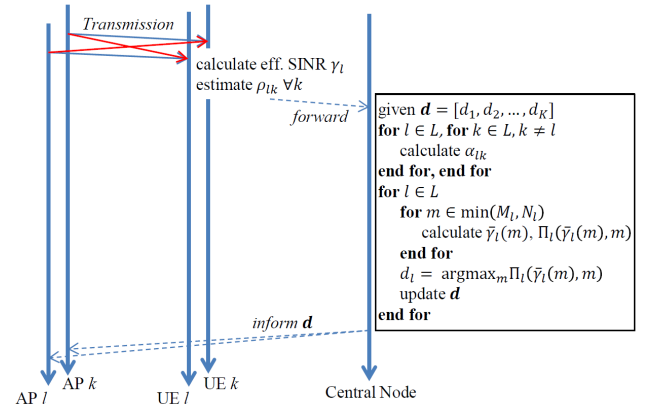 Transmission
calculate eff. SINR γ_l
estimate ρ_lk ∀k
forward
given d = [d_1, d_2, …, d_K]
for l ∈ L, for k ∈ L, k ≠ l
calculate α_lk
end for, end for
for l ∈ L
for m ∈ min(M_l, N_l)
calculate γ̄_l(m), Π_l(γ̄_l(m), m)
end for
d_l = argmax_m Π_l(γ̄_l(m), m)
update d
end for
inform d
AP l
AP k
UE l
UE k
Central Node